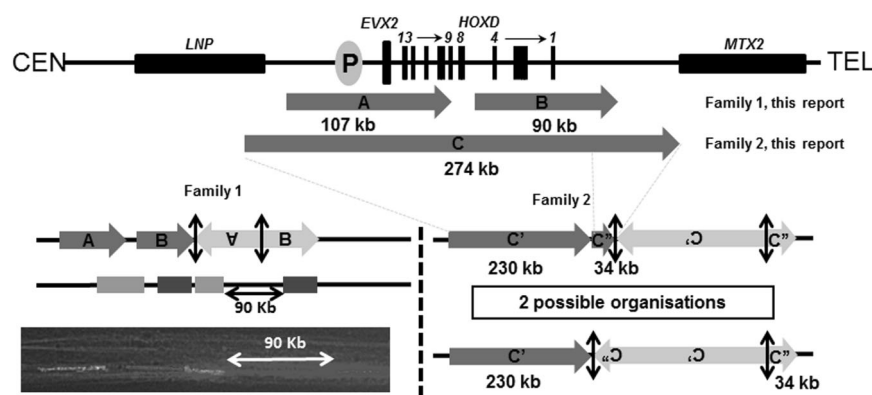 EVX2 HOXD
LNP 13 → 9 8 4 → 1 MTX2
CEN P TEL
A B Family 1, this report
107 kb 90 kb
C Family 2, this report
274 kb
Family 1 Family 2
A B A B C' C" C' C"
230 kb 34 kb
90 Kb
2 possible organisations
90 Kb
C' C" C' C"
230 kb 34 kb